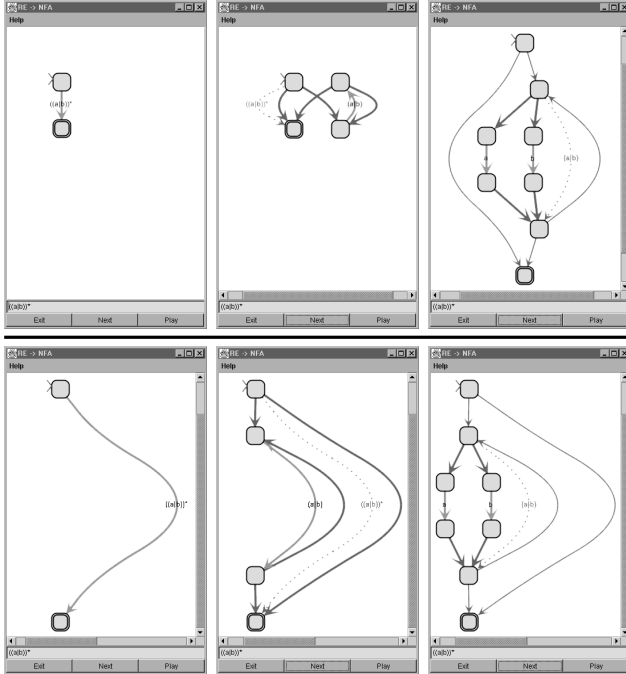 RE -> NFA
Help
((a|b))*
((a|b))*
Exit Next Play
RE -> NFA
Help
((a|b))*
(a|b)
((a|b))*
Exit Next Play
RE -> NFA
Help
a
b
(a|b)
((a|b))*
Exit Next Play
RE -> NFA
Help
((a|b))*
((a|b))*
Exit Next Play
RE -> NFA
Help
(a|b)
((a|b))*
((a|b))*
Exit Next Play
RE -> NFA
Help
a
b
(a|b)
((a|b))*
Exit Next Play